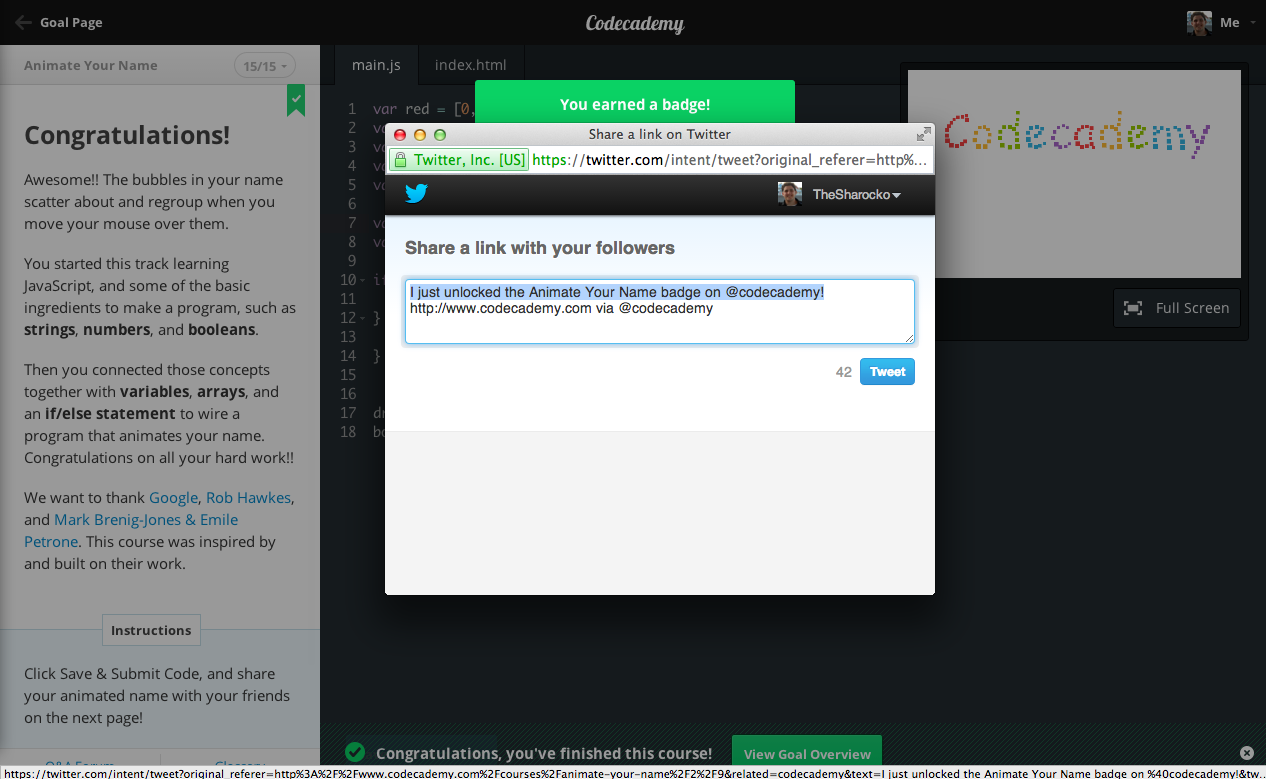 Goal Page
Codecademy
Me
Animate Your Name
15/15
main.js
index.html
Congratulations!
Awesome!! The bubbles in your name
scatter about and regroup when you
move your mouse over them.
You started this track learning
JavaScript, and some of the basic
ingredients to make a program, such as
strings, numbers, and booleans.
Then you connected those concepts
together with variables, arrays, and
an if/else statement to wire a
program that animates your name.
Congratulations on all your hard work!!
We want to thank Google, Rob Hawkes,
and Mark Brenig-Jones & Emile
Petrone. This course was inspired by
and built on their work.
Instructions
Click Save & Submit Code, and share
your animated name with your friends
on the next page!
Q&A Forum
Glossary
1 var red = [0,
2 va
3 va
4 va
5 va
6
7 va
8 va
9
10 if
11
12 }
13
14 }
15
16
17 dr
18 bo
You earned a badge!
Share a link on Twitter
Twitter, Inc. [US] https://twitter.com/intent/tweet?original_referer=http%...
TheSharocko
Share a link with your followers
I just unlocked the Animate Your Name badge on @codecademy!
http://www.codecademy.com via @codecademy
42
Tweet
Codecademy
Full Screen
Congratulations, you've finished this course!
View Goal Overview
https://twitter.com/intent/tweet?original_referer=http%3A%2F%2Fwww.codecademy.com%2Fcourses%2Fanimate-your-name%2F2%2F9&related=codecademy&text=I just unlocked the Animate Your Name badge on %40codecademy!&tw...